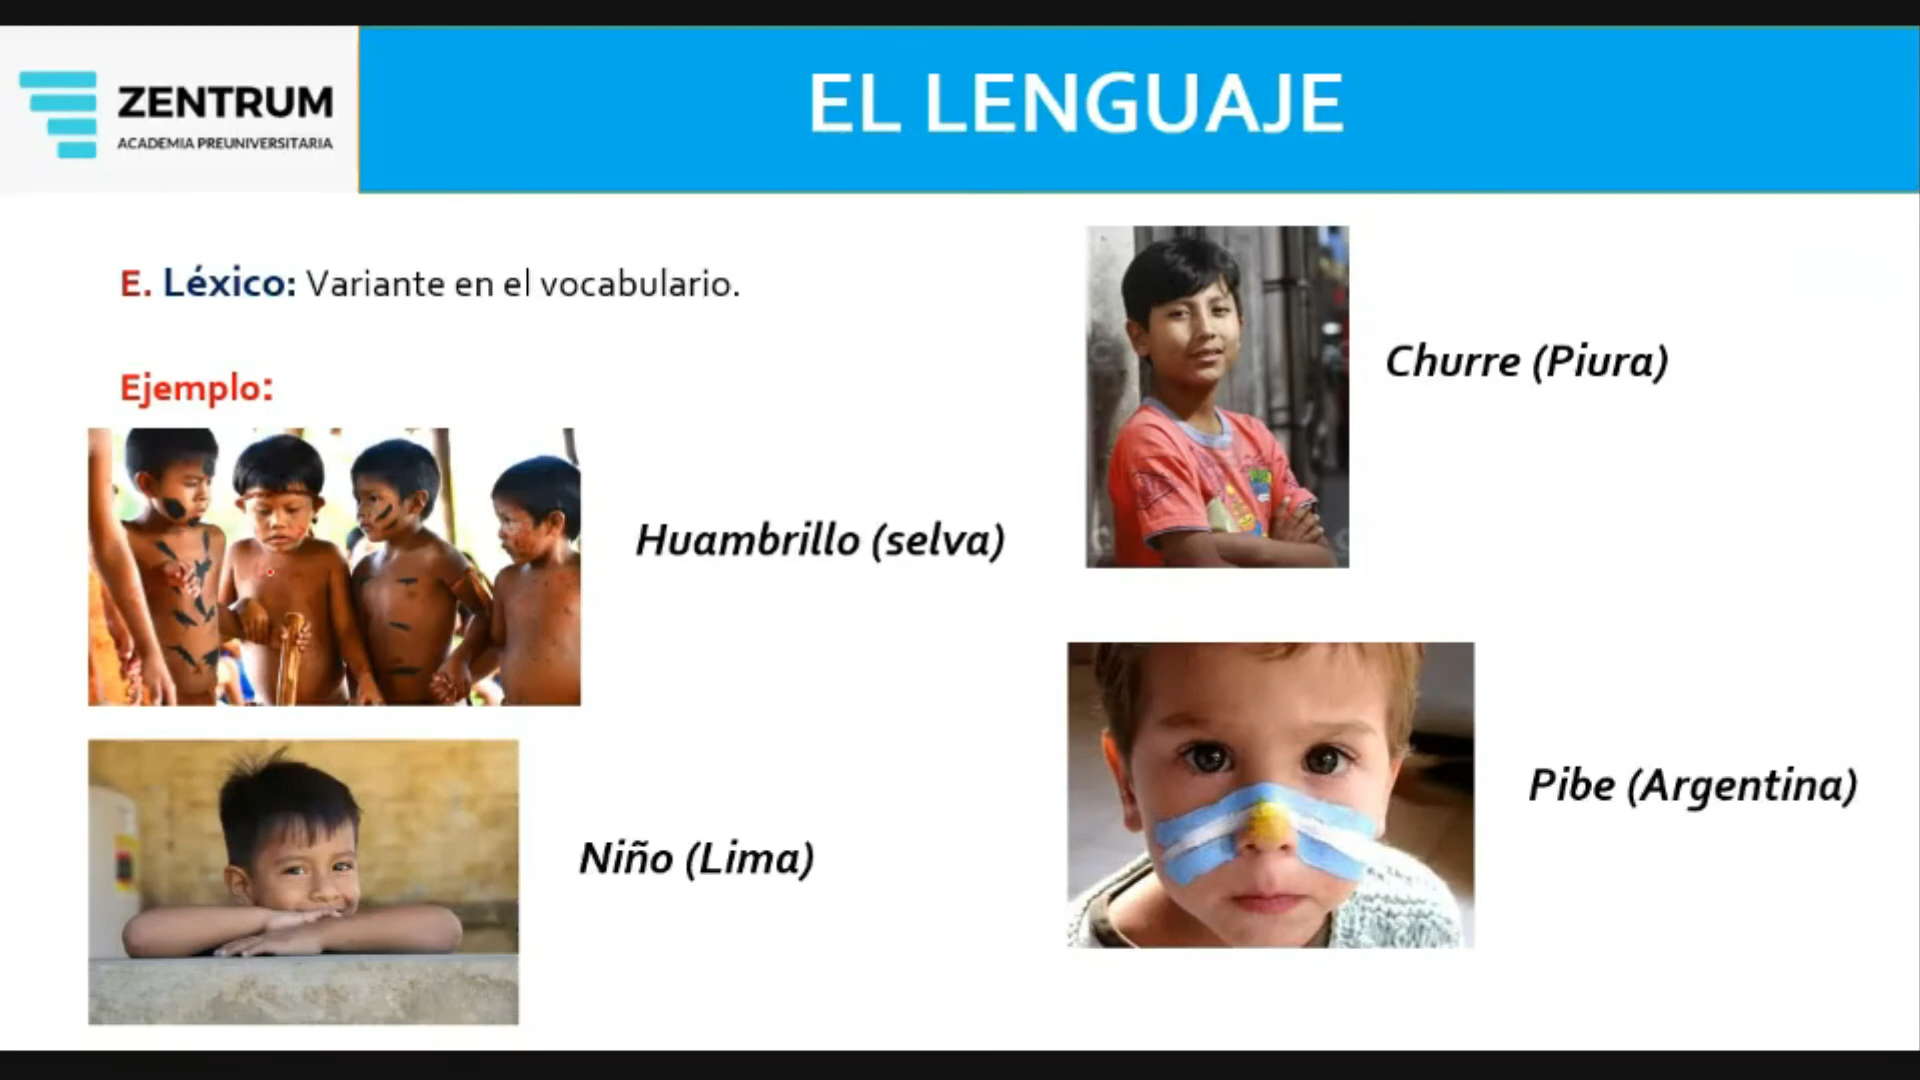 ZENTRUM
ACADEMIA PREUNIVERSITARIA
EL LENGUAJE
E. Léxico: Variante en el vocabulario.
Ejemplo:
Huambrillo (selva)
Niño (Lima)
Churre (Piura)
Pibe (Argentina)